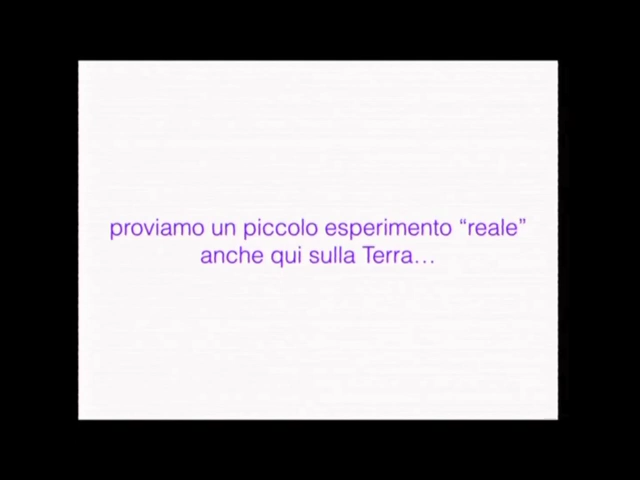 proviamo un piccolo esperimento “reale”
anche qui sulla Terra…